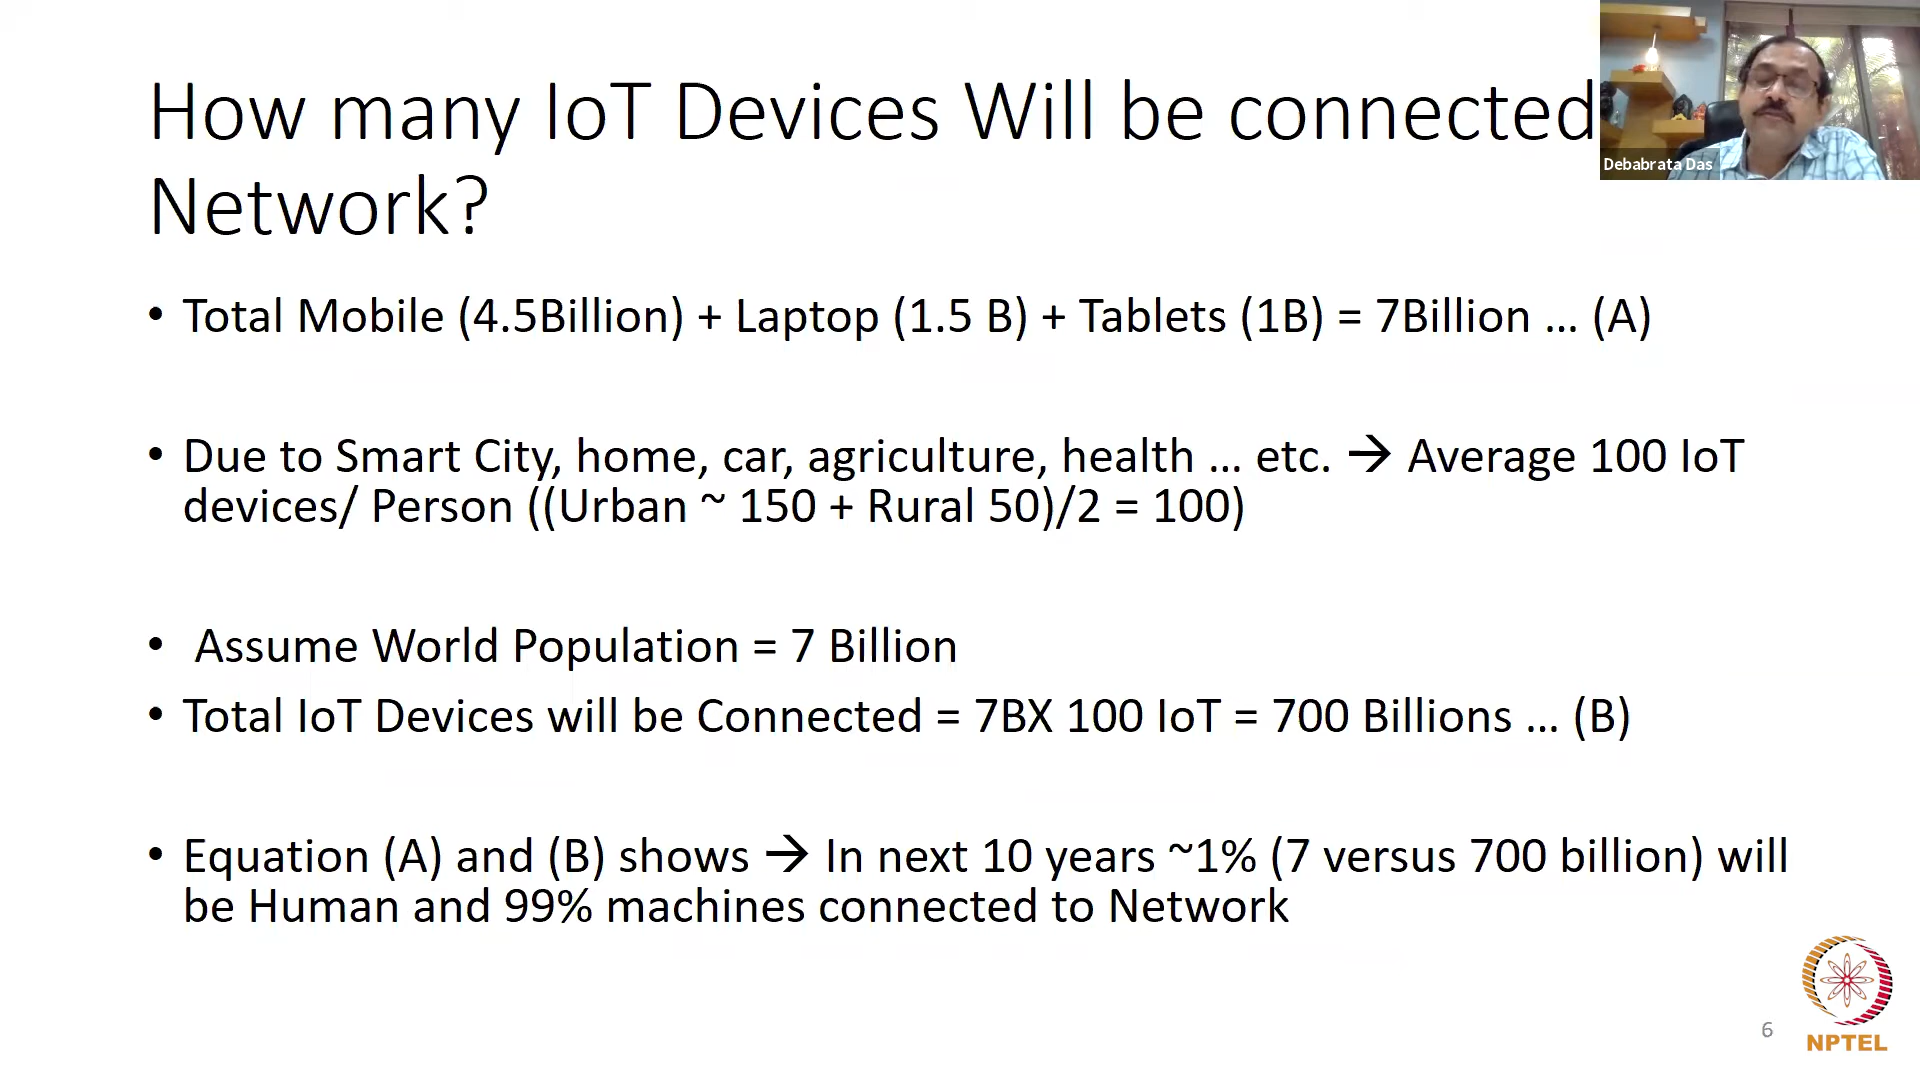 How many IoT Devices Will be connected
Network?
Debabrata Das
• Total Mobile (4.5Billion) + Laptop (1.5 B) + Tablets (1B) = 7Billion … (A)
• Due to Smart City, home, car, agriculture, health … etc. → Average 100 IoT
devices/ Person ((Urban ~ 150 + Rural 50)/2 = 100)
• Assume World Population = 7 Billion
• Total IoT Devices will be Connected = 7BX 100 IoT = 700 Billions … (B)
• Equation (A) and (B) shows → In next 10 years ~1% (7 versus 700 billion) will
be Human and 99% machines connected to Network
6
NPTEL